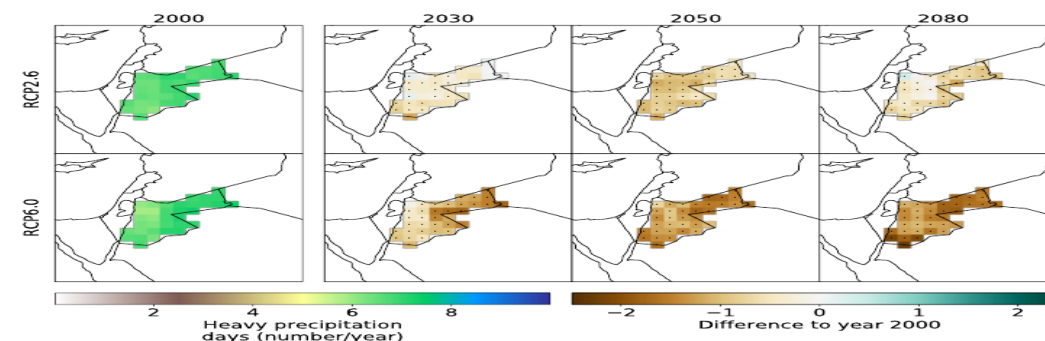 2000 2030 2050 2080
RCP2.6
RCP6.0
2 4 6 8
Heavy precipitation
days (number/year)
−2 −1 0 1 2
Difference to year 2000